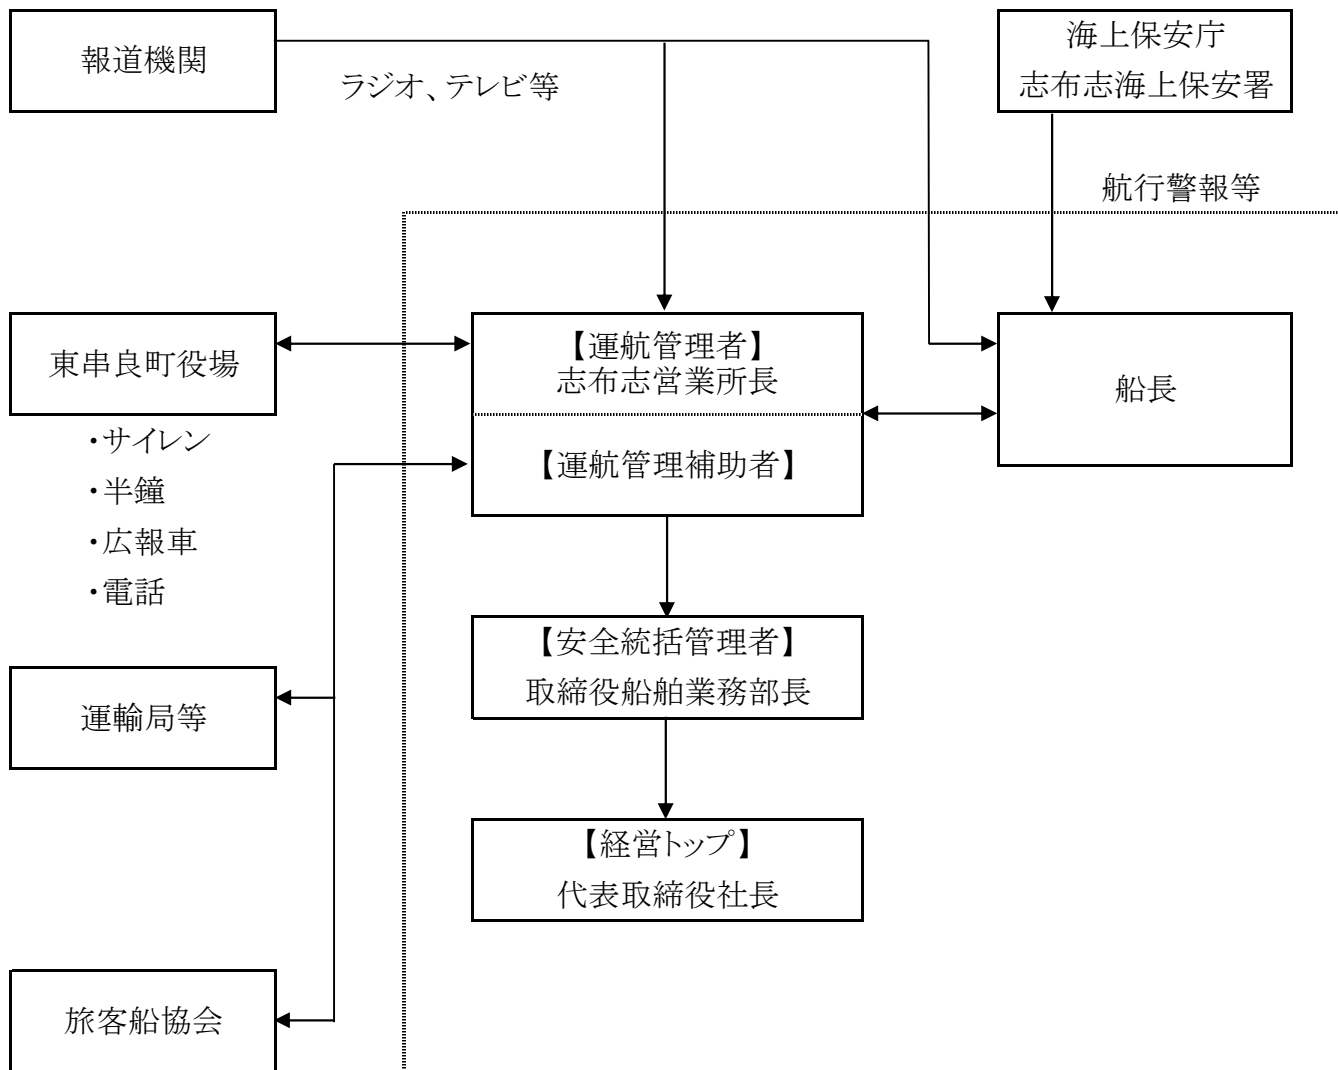 報道機関
ラジオ、テレビ等
海上保安庁
志布志海上保安署
航行警報等
東串良町役場
・サイレン
・半鐘
・広報車
・電話
【運航管理者】
志布志営業所長
【運航管理補助者】
船長
【安全統括管理者】
取締役船舶業務部長
運輸局等
【経営トップ】
代表取締役社長
旅客船協会